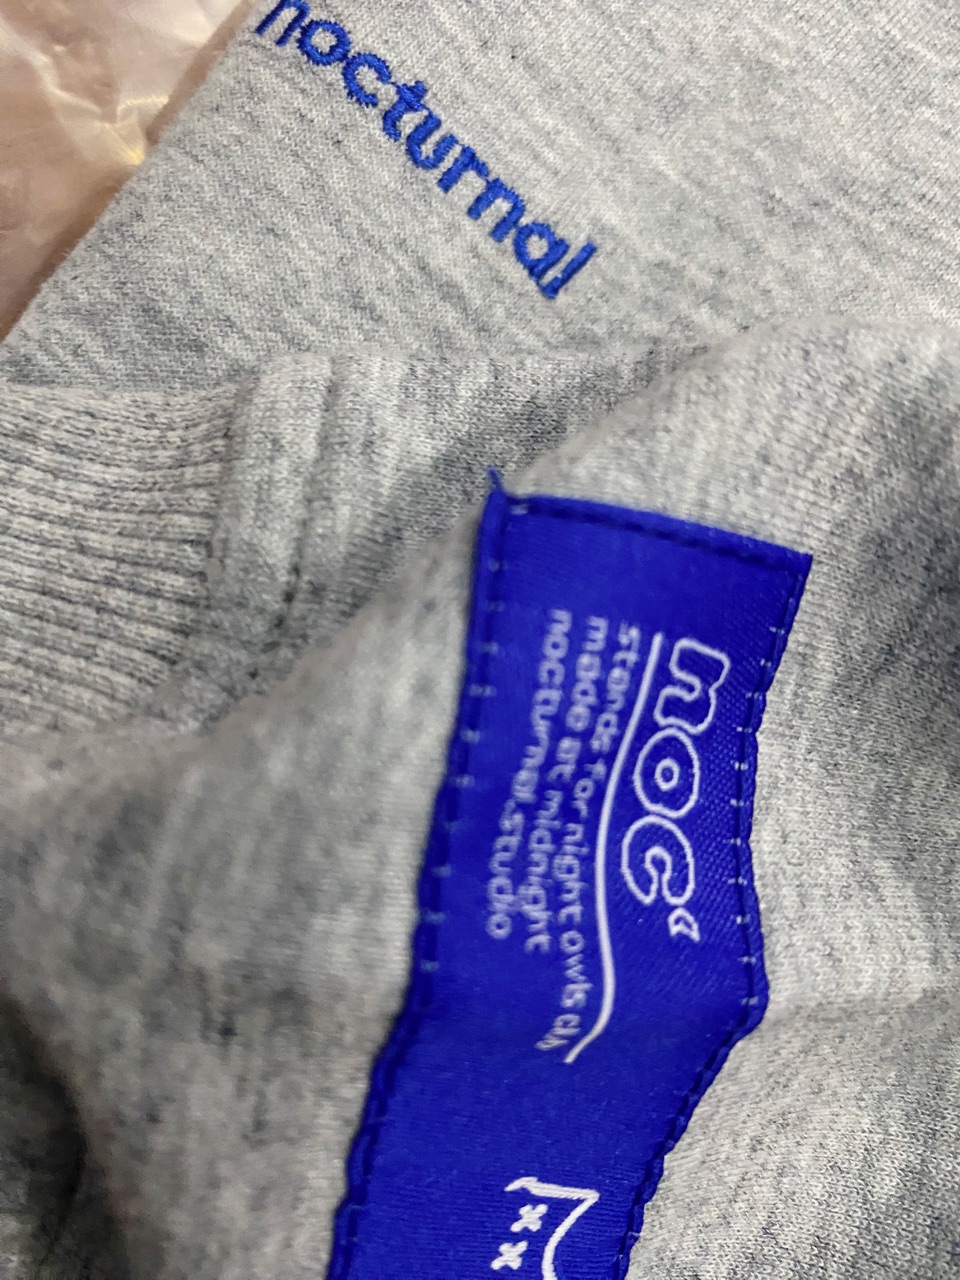 nocturnal
noc“
stands for night owls club
made at midnight
nocturnal.studio